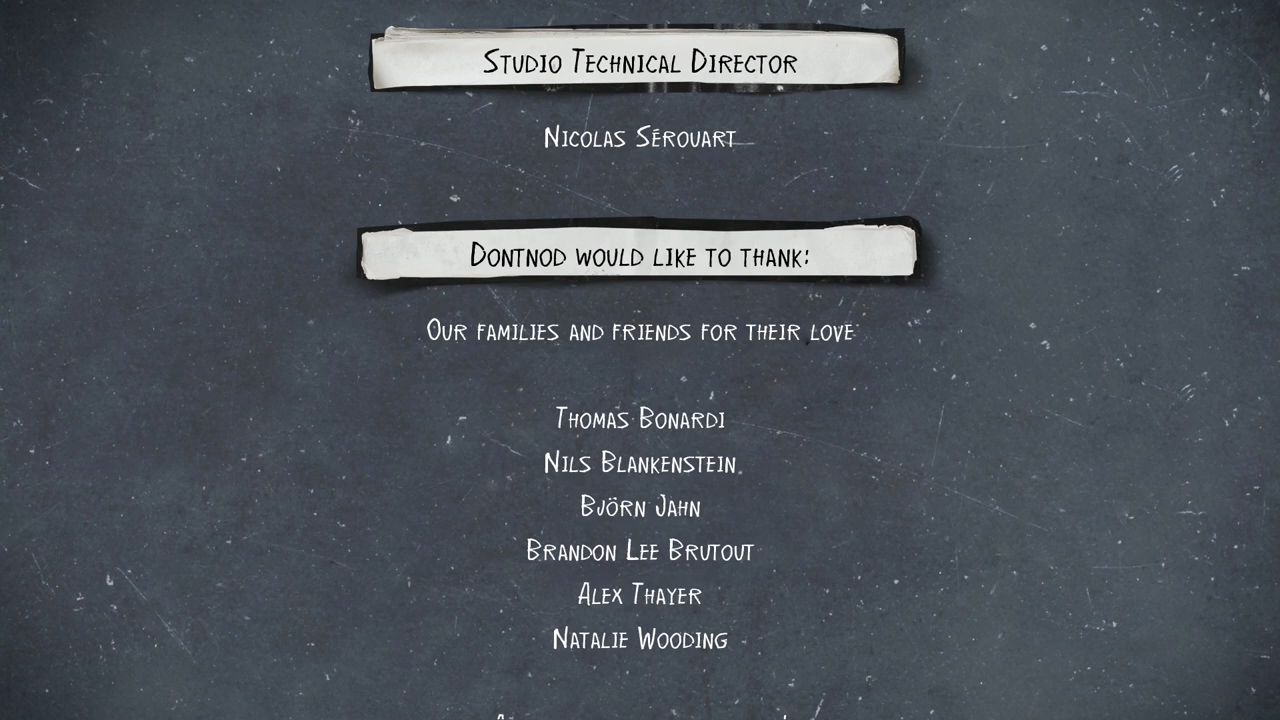 Studio Technical Director
Nicolas Sérouart
Dontnod would like to thank:
Our families and friends for their love
Thomas Bonardi
Nils Blankenstein
Björn Jahn
Brandon Lee Brutout
Alex Thayer
Natalie Wooding